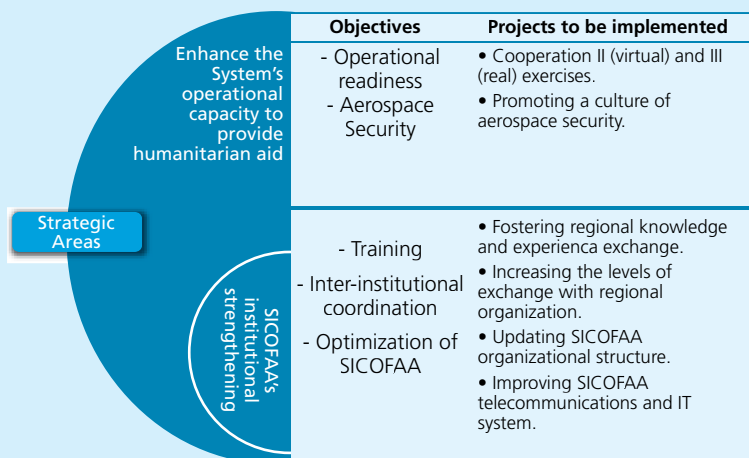 Objectives
Projects to be implemented
Strategic
Areas
Enhance the
System's
operational
capacity to
provide
humanitarian aid
- Operational
readiness
- Aerospace
Security
• Cooperation II (virtual) and III
(real) exercises.
• Promoting a culture of
aerospace security.
SICOFAA's
institutional
strengthening
- Training
- Inter-institutional
coordination
- Optimization of
SICOFAA
• Fostering regional knowledge
and experienca exchange.
• Increasing the levels of
exchange with regional
organization.
• Updating SICOFAA
organizational structure.
• Improving SICOFAA
telecommunications and IT
system.